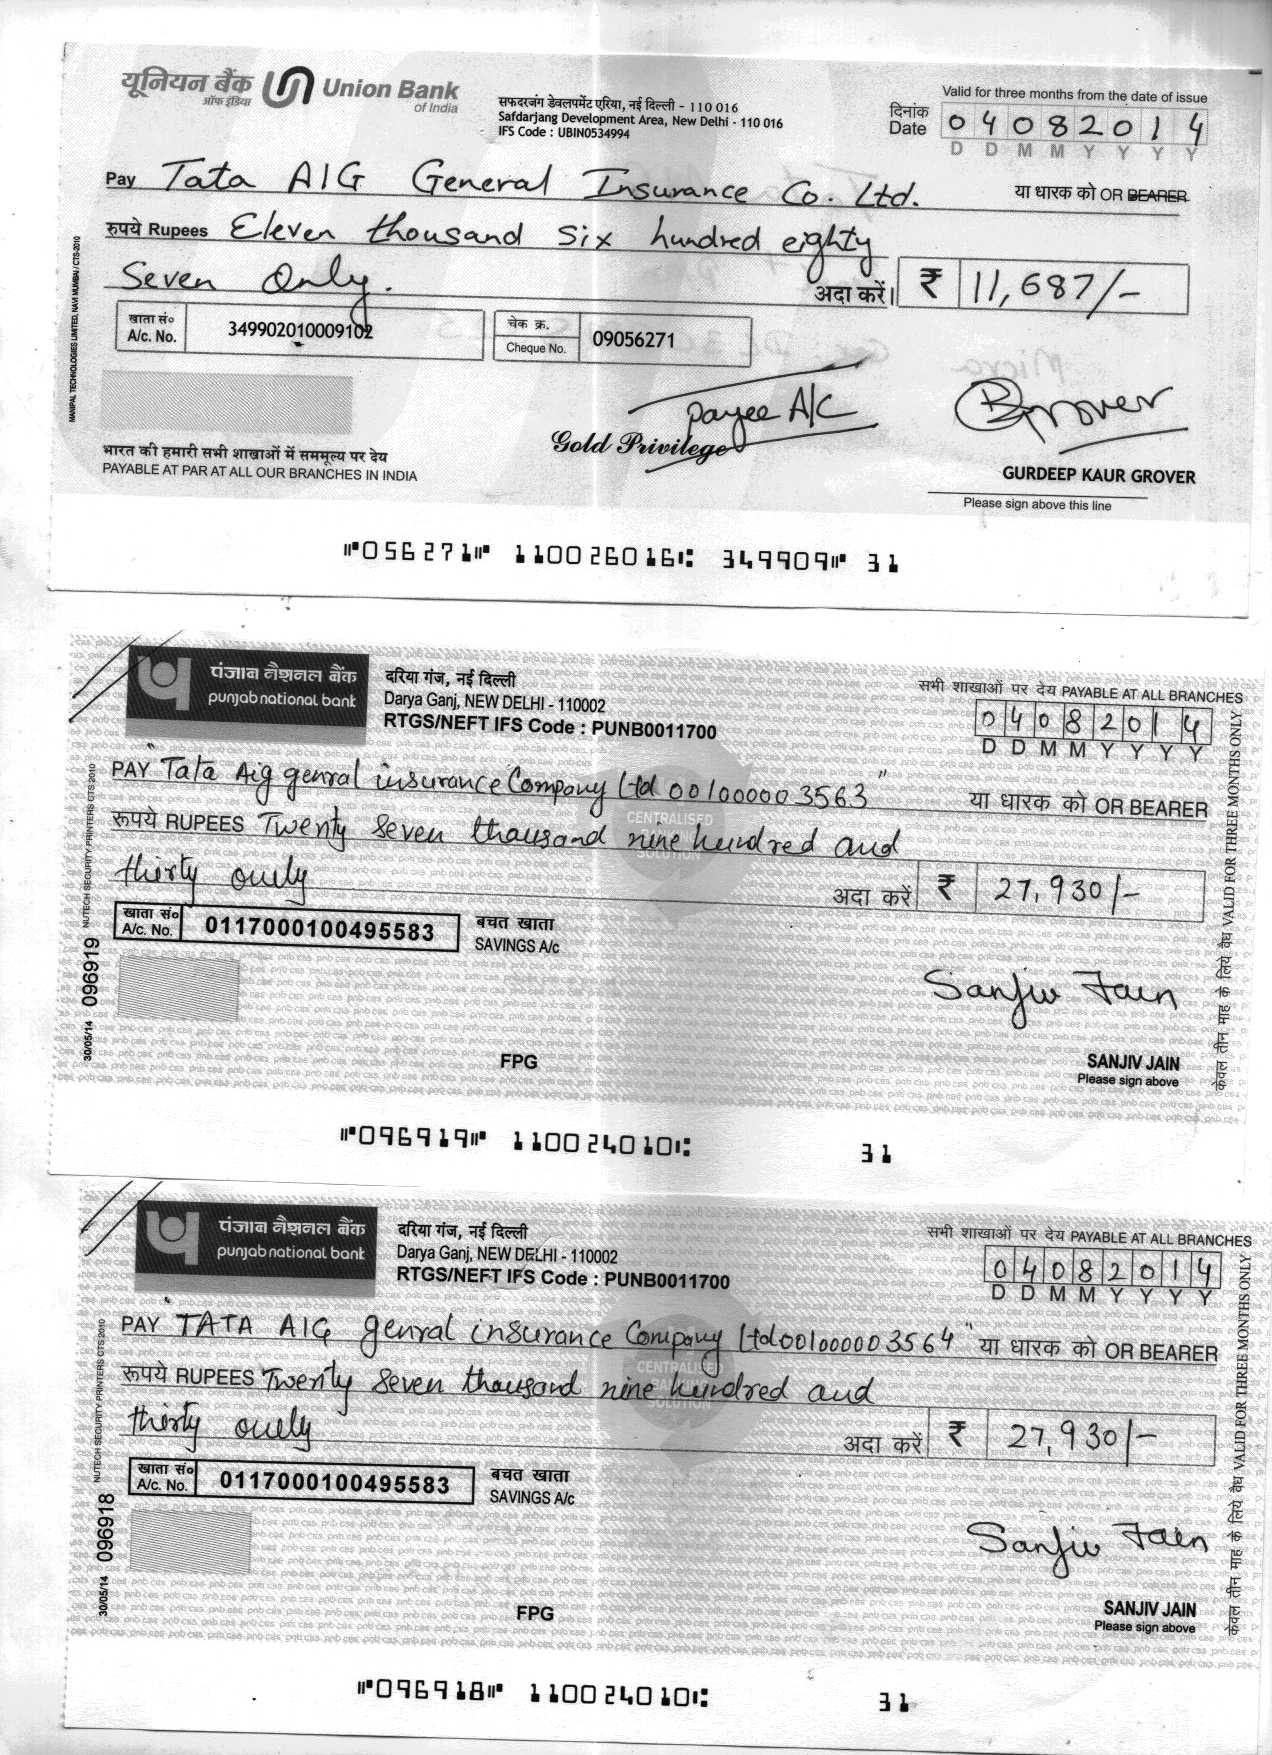 यूनियन बैंक
ऑफ इंडिया
Union Bank
of India
सफदरजंग डेवलपमेंट एरिया, नई दिल्ली - 110 016
Safdarjang Development Area, New Delhi - 110 016
IFS Code : UBIN0534994
Valid for three months from the date of issue
दिनांक
Date 04082014
D D M M Y Y Y Y
Pay Tata AIG General Insurance Co. Ltd. या धारक को OR BEARER
रुपये Rupees Eleven thousand six hundred eighty
Seven Only. अदा करें। ₹ 11,687/-
खाता सं०
A/c. No. 349902010009102
चेक क्र.
Cheque No. 09056271
MANIPAL TECHNOLOGIES LIMITED, NAVI MUMBAI / CTS-2010
Payee A/C
Gold Privilege
BGrover
भारत की हमारी सभी शाखाओं में सममूल्य पर देय
PAYABLE AT PAR AT ALL OUR BRANCHES IN INDIA
GURDEEP KAUR GROVER
Please sign above this line
⑈056271⑈ 110026016⑆ 349909⑈ 31
पंजाब नैशनल बैंक
punjab national bank
दरिया गंज, नई दिल्ली
Darya Ganj, NEW DELHI - 110002
RTGS/NEFT IFS Code : PUNB0011700
सभी शाखाओं पर देय PAYABLE AT ALL BRANCHES
04082014
D D M M Y Y Y Y
PAY "Tata Aig genral insurance Company Ltd 00100000 3563" या धारक को OR BEARER
रूपये RUPEES Twenty seven thousand nine hundred and
thirty only अदा करें ₹ 27,930/-
CENTRALISED
BANKING
SOLUTION
खाता सं०
A/c. No. 0117000100495583
बचत खाता
SAVINGS A/c
30/05/14 096919 NUTECH SECURITY PRINTERS CTS 2010
केवल तीन माह के लिये वैध VALID FOR THREE MONTHS ONLY
Sanjiv Jain
FPG
SANJIV JAIN
Please sign above
⑈096919⑈ 110024010⑆ 31
पंजाब नैशनल बैंक
punjab national bank
दरिया गंज, नई दिल्ली
Darya Ganj, NEW DELHI - 110002
RTGS/NEFT IFS Code : PUNB0011700
सभी शाखाओं पर देय PAYABLE AT ALL BRANCHES
04082014
D D M M Y Y Y Y
PAY "TATA AIG genral insurance Company Ltd 00100000 3564" या धारक को OR BEARER
रूपये RUPEES Twenty seven thousand nine hundred and
thirty only अदा करें ₹ 27,930/-
CENTRALISED
BANKING
SOLUTION
खाता सं०
A/c. No. 0117000100495583
बचत खाता
SAVINGS A/c
30/05/14 096918 NUTECH SECURITY PRINTERS CTS 2010
केवल तीन माह के लिये वैध VALID FOR THREE MONTHS ONLY
Sanjiv Jain
FPG
SANJIV JAIN
Please sign above
⑈096918⑈ 110024010⑆ 31